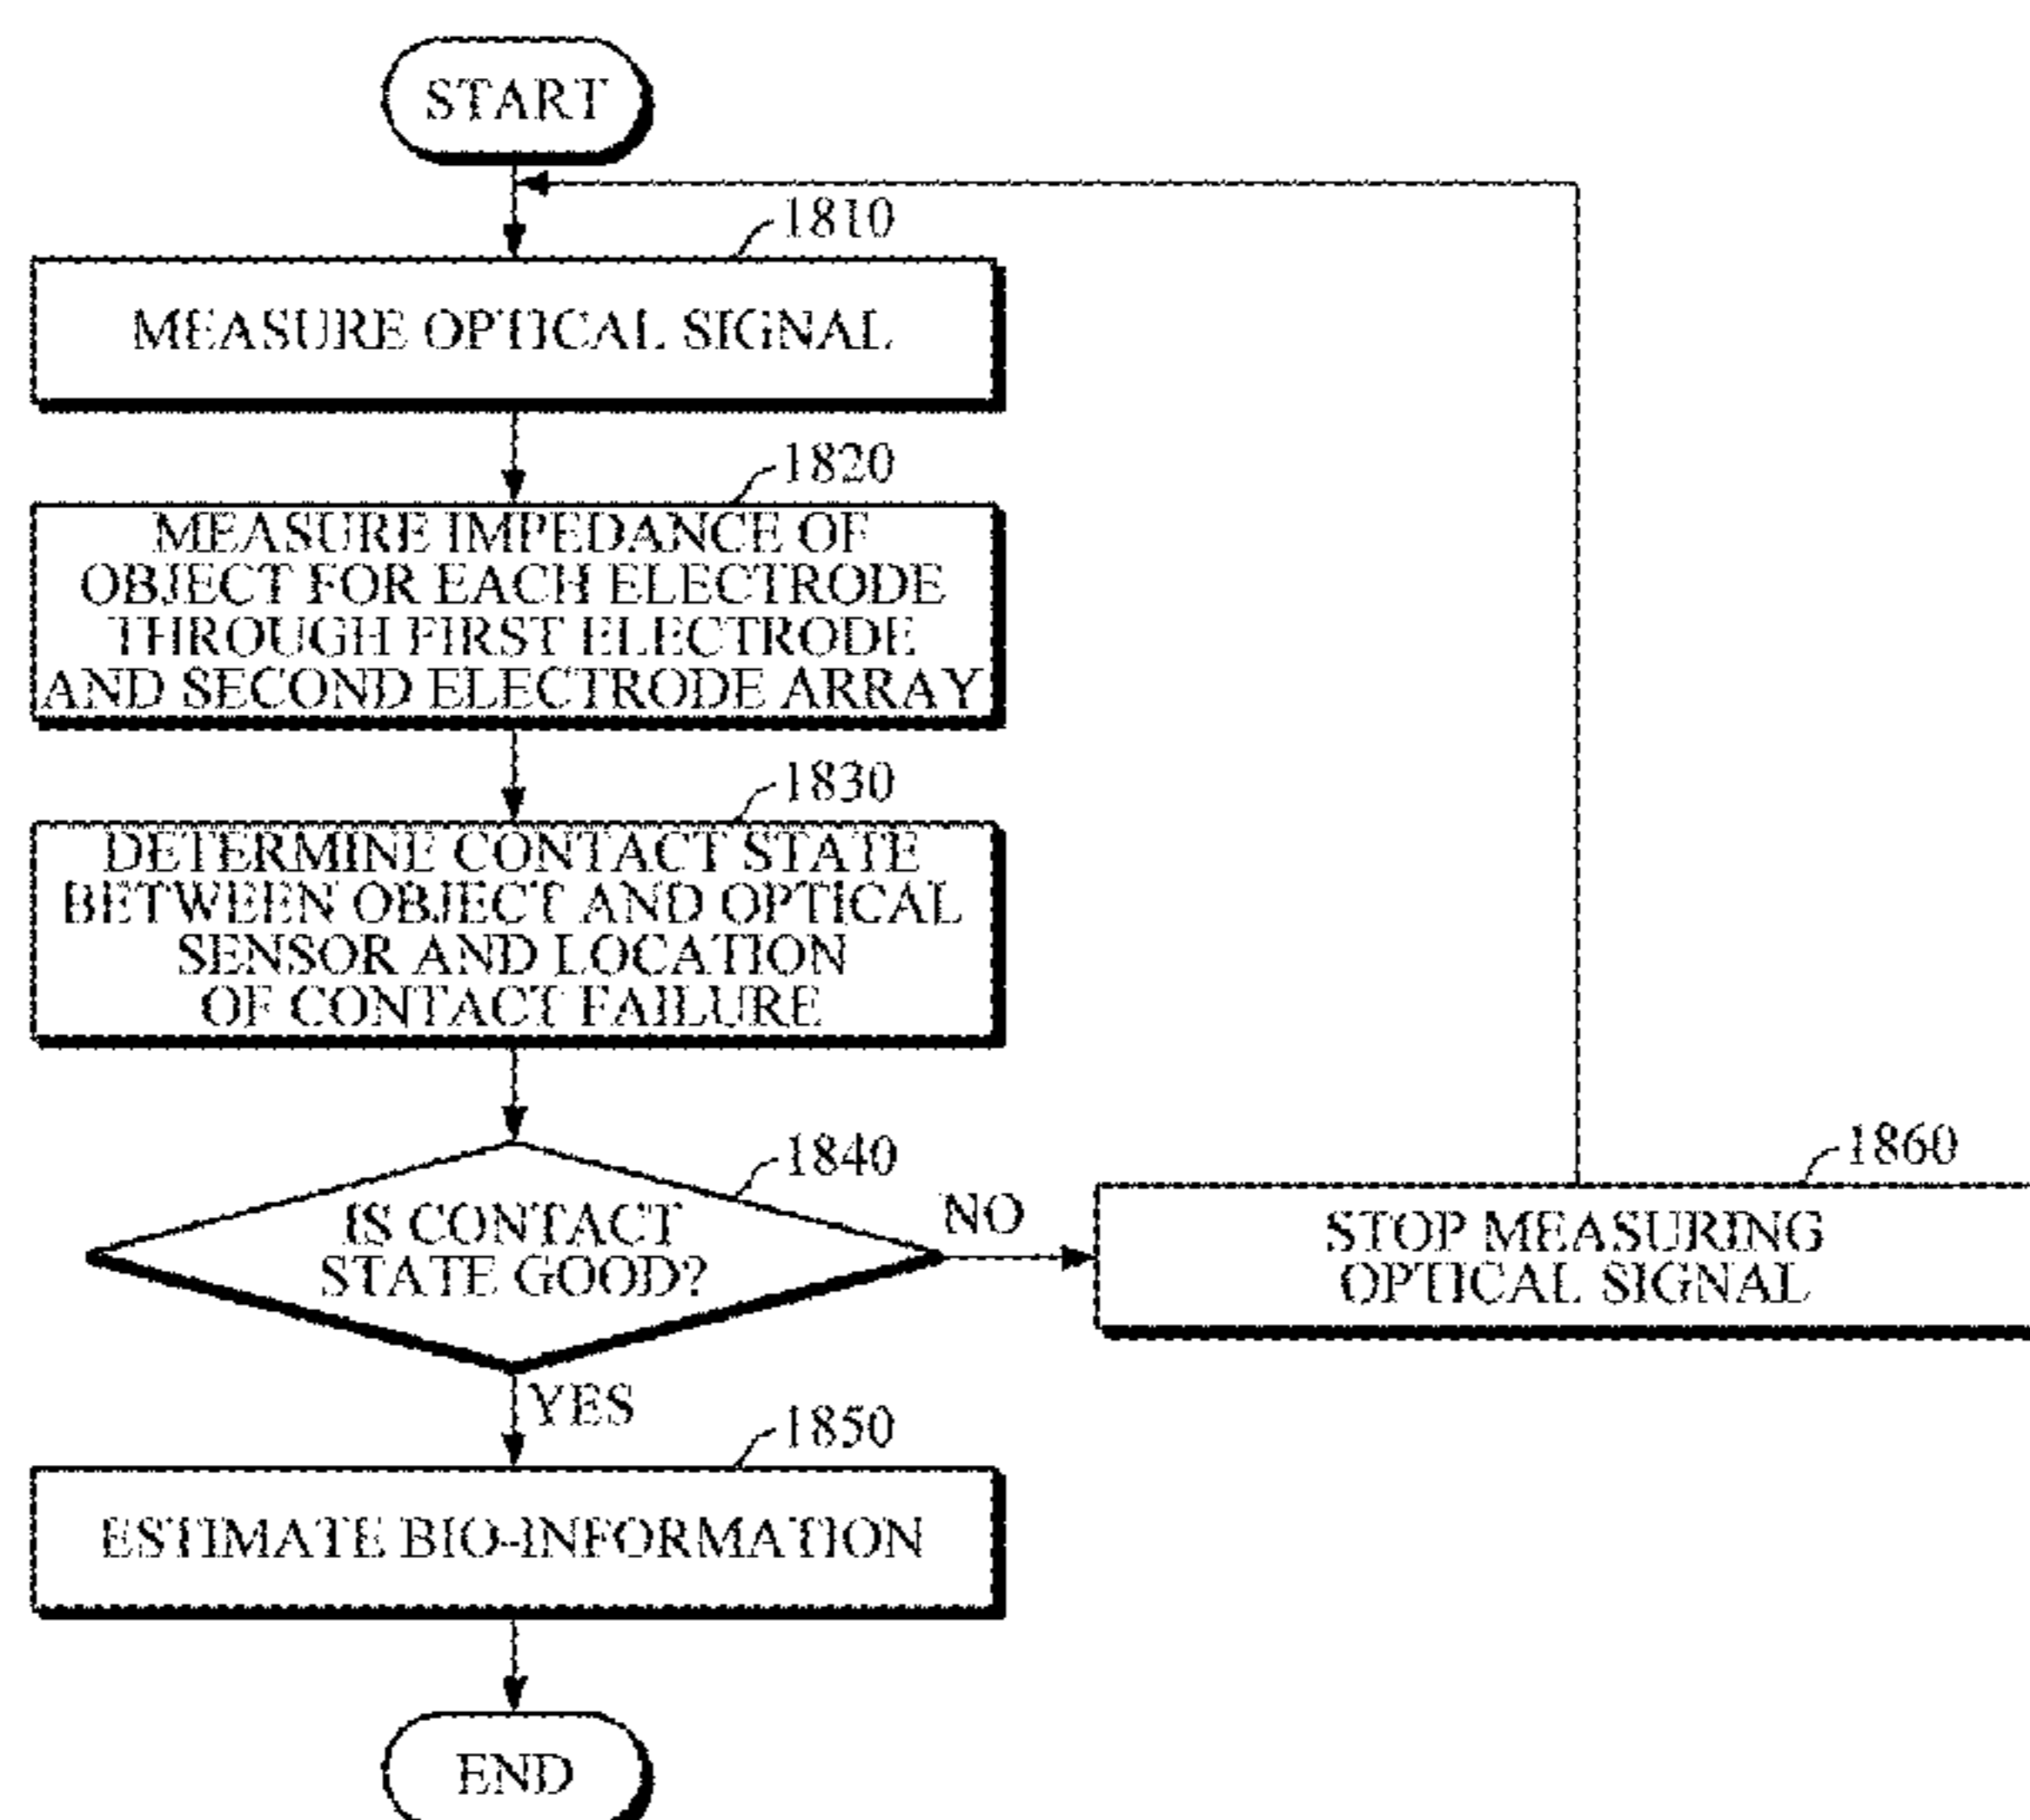 START
1810
MEASURE OPTICAL SIGNAL
1820
MEASURE IMPEDANCE OF
OBJECT FOR EACH ELECTRODE
THROUGH FIRST ELECTRODE
AND SECOND ELECTRODE ARRAY
1830
DETERMINE CONTACT STATE
BETWEEN OBJECT AND OPTICAL
SENSOR AND LOCATION
OF CONTACT FAILURE
1840
IS CONTACT
STATE GOOD?
NO
1860
STOP MEASURING
OPTICAL SIGNAL
YES
1850
ESTIMATE BIO-INFORMATION
END